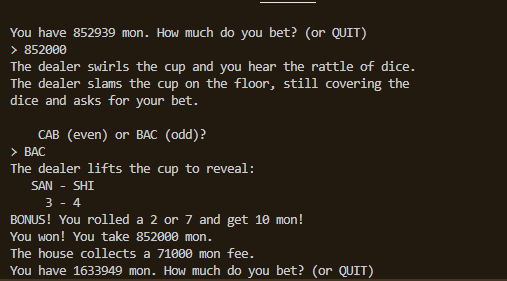 You have 852939 mon. How much do you bet? (or QUIT)
> 852000
The dealer swirls the cup and you hear the rattle of dice.
The dealer slams the cup on the floor, still covering the
dice and asks for your bet.

    CAB (even) or BAC (odd)?
> BAC
The dealer lifts the cup to reveal:
   SAN - SHI
     3 - 4
BONUS! You rolled a 2 or 7 and get 10 mon!
You won! You take 852000 mon.
The house collects a 71000 mon fee.
You have 1633949 mon. How much do you bet? (or QUIT)